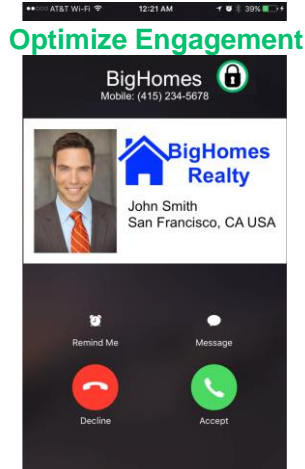 AT&T Wi-Fi 12:21 AM 39%
Optimize Engagement
BigHomes
Mobile: (415) 234-5678
BigHomes
Realty
John Smith
San Francisco, CA USA
Remind Me Message
Decline Accept